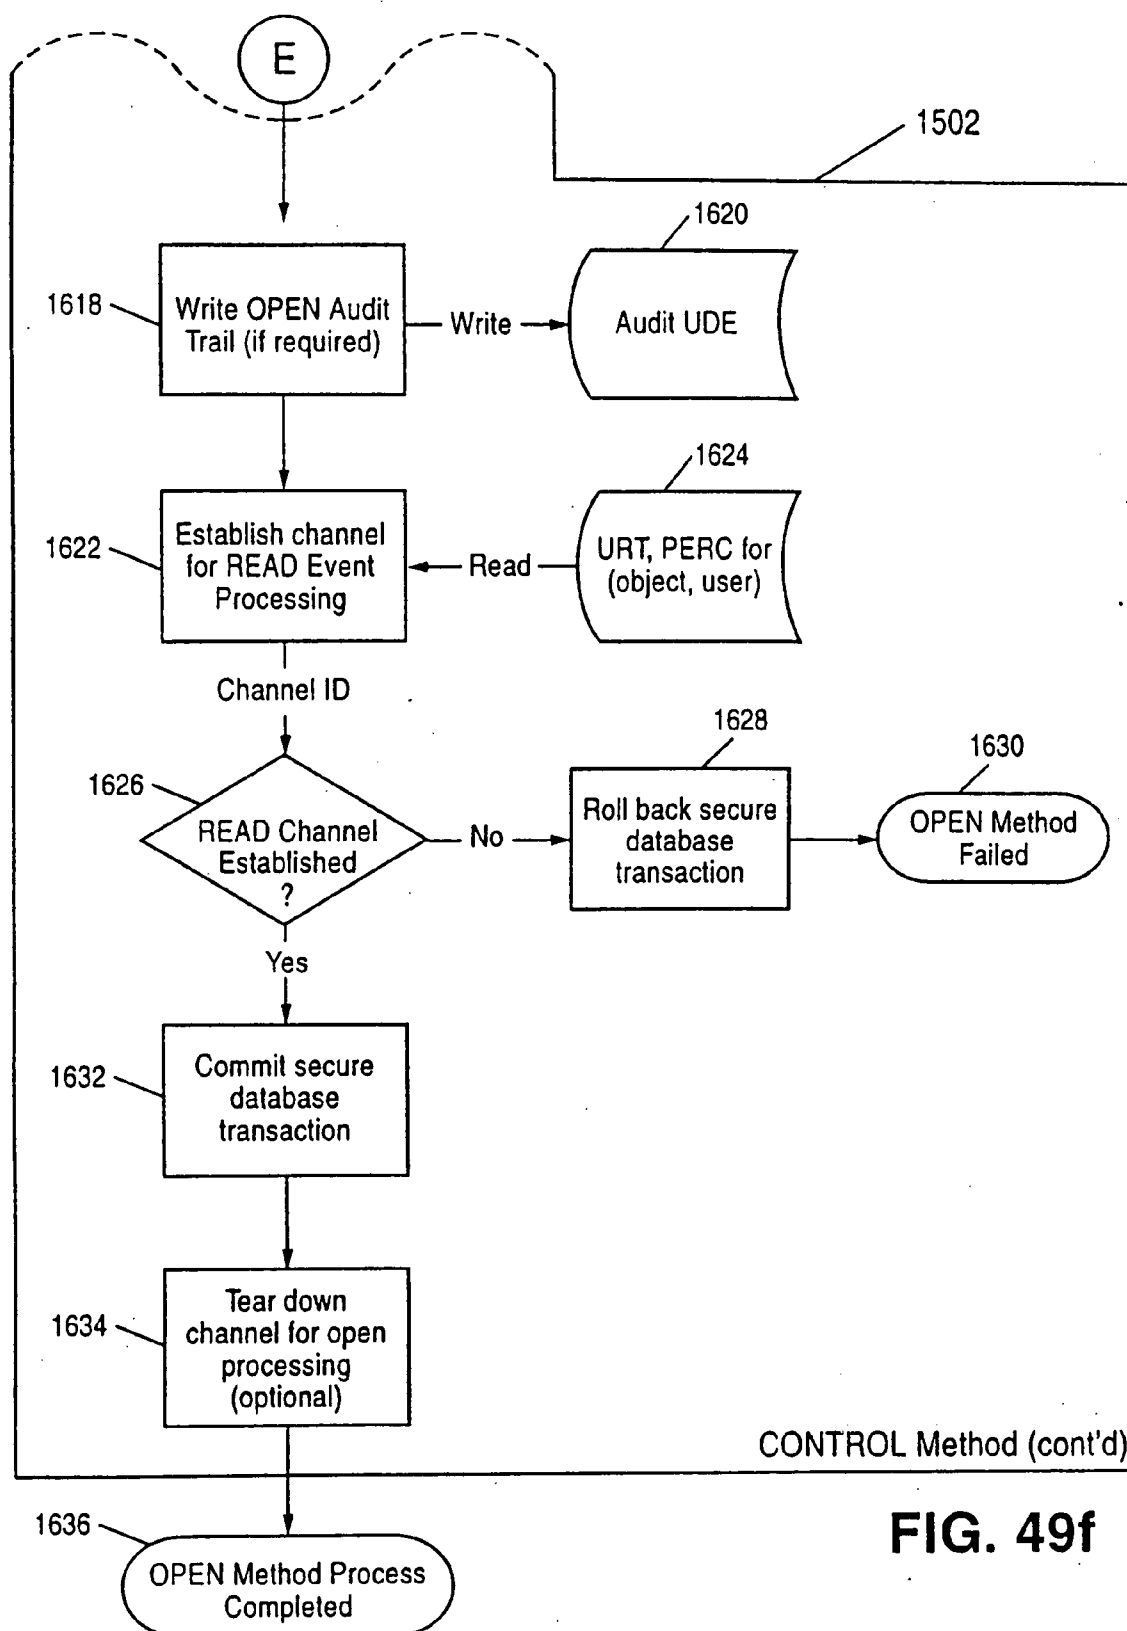 E
1502
1620
1618
Write OPEN Audit
Trail (if required)
Write
Audit UDE
1624
1622
Establish channel
for READ Event
Processing
Read
URT, PERC for
(object, user)
Channel ID
1628
1630
1626
READ Channel
Established
?
No
Roll back secure
database
transaction
OPEN Method
Failed
Yes
1632
Commit secure
database
transaction
1634
Tear down
channel for open
processing
(optional)
CONTROL Method (cont'd)
1636
OPEN Method Process
Completed
FIG. 49f